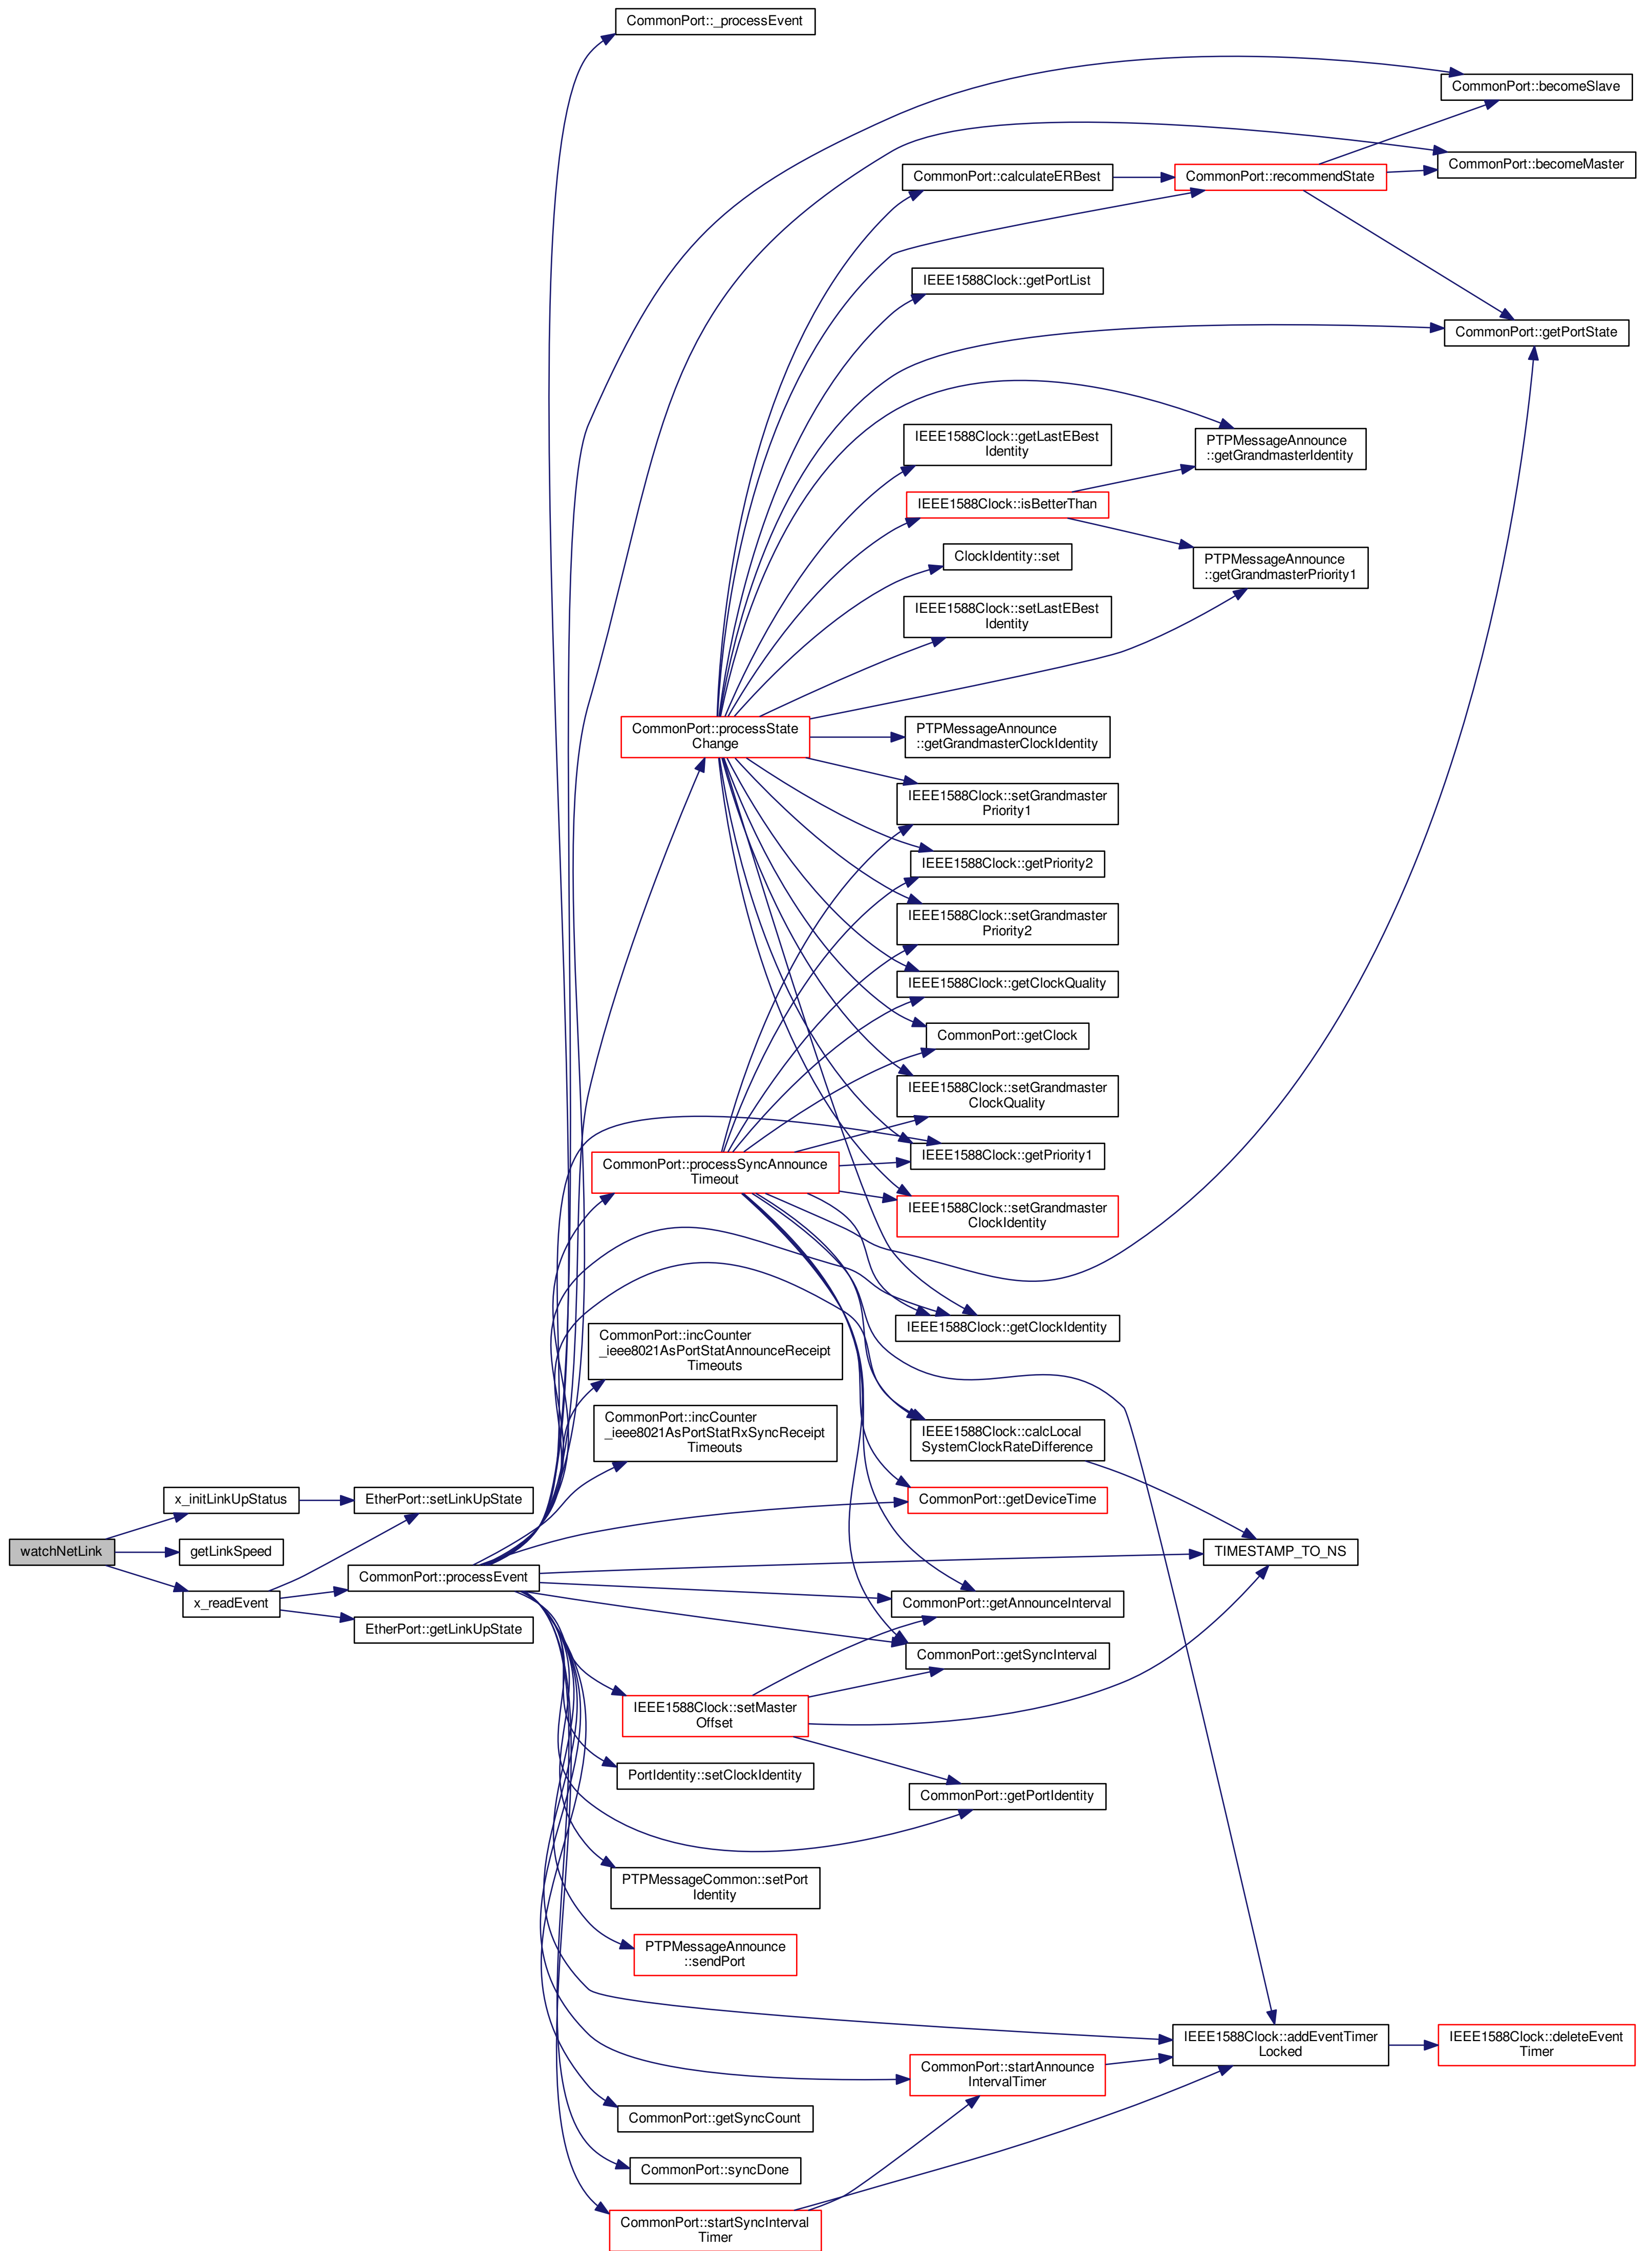 CommonPort::_processEvent
CommonPort::becomeSlave
CommonPort::becomeMaster
CommonPort::calculateERBest
CommonPort::recommendState
IEEE1588Clock::getPortList
CommonPort::getPortState
IEEE1588Clock::getLastEBest
Identity
PTPMessageAnnounce
::getGrandmasterIdentity
IEEE1588Clock::isBetterThan
ClockIdentity::set
PTPMessageAnnounce
::getGrandmasterPriority1
IEEE1588Clock::setLastEBest
Identity
CommonPort::processState
Change
PTPMessageAnnounce
::getGrandmasterClockIdentity
IEEE1588Clock::setGrandmaster
Priority1
IEEE1588Clock::getPriority2
IEEE1588Clock::setGrandmaster
Priority2
IEEE1588Clock::getClockQuality
CommonPort::getClock
IEEE1588Clock::setGrandmaster
ClockQuality
IEEE1588Clock::getPriority1
CommonPort::processSyncAnnounce
Timeout
IEEE1588Clock::setGrandmaster
ClockIdentity
IEEE1588Clock::getClockIdentity
CommonPort::incCounter
_ieee8021AsPortStatAnnounceReceipt
Timeouts
CommonPort::incCounter
_ieee8021AsPortStatRxSyncReceipt
Timeouts
IEEE1588Clock::calcLocal
SystemClockRateDifference
x_initLinkUpStatus
EtherPort::setLinkUpState
CommonPort::getDeviceTime
watchNetLink
getLinkSpeed
TIMESTAMP_TO_NS
CommonPort::processEvent
x_readEvent
CommonPort::getAnnounceInterval
EtherPort::getLinkUpState
CommonPort::getSyncInterval
IEEE1588Clock::setMaster
Offset
PortIdentity::setClockIdentity
CommonPort::getPortIdentity
PTPMessageCommon::setPort
Identity
PTPMessageAnnounce
::sendPort
IEEE1588Clock::addEventTimer
Locked
IEEE1588Clock::deleteEvent
Timer
CommonPort::startAnnounce
IntervalTimer
CommonPort::getSyncCount
CommonPort::syncDone
CommonPort::startSyncInterval
Timer